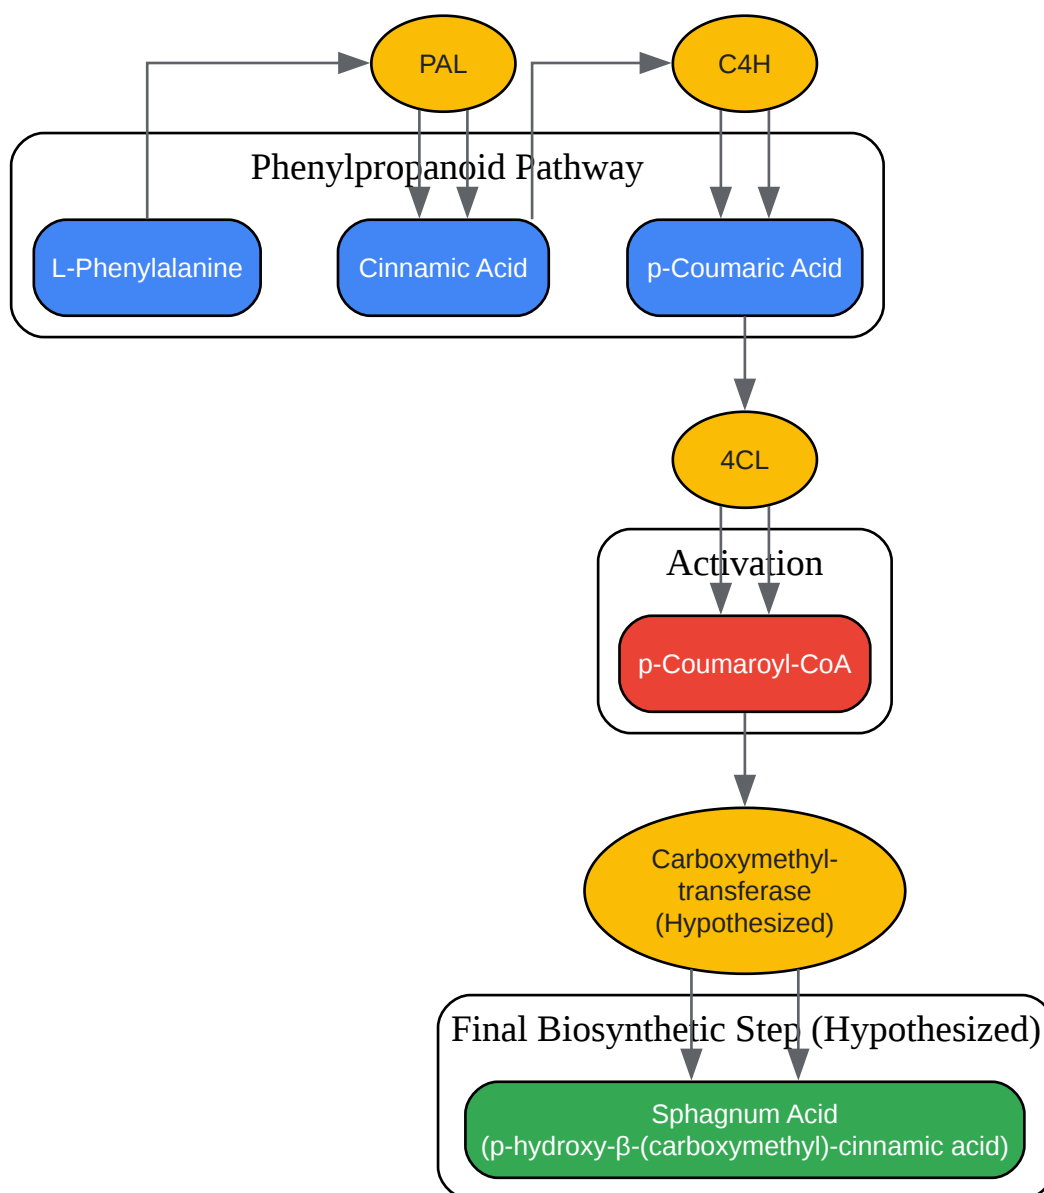 PAL
C4H
Phenylpropanoid Pathway
L-Phenylalanine
Cinnamic Acid
p-Coumaric Acid
4CL
Activation
p-Coumaroyl-CoA
Carboxymethyl-
transferase
(Hypothesized)
Final Biosynthetic Step (Hypothesized)
Sphagnum Acid
(p-hydroxy-β-(carboxymethyl)-cinnamic acid)